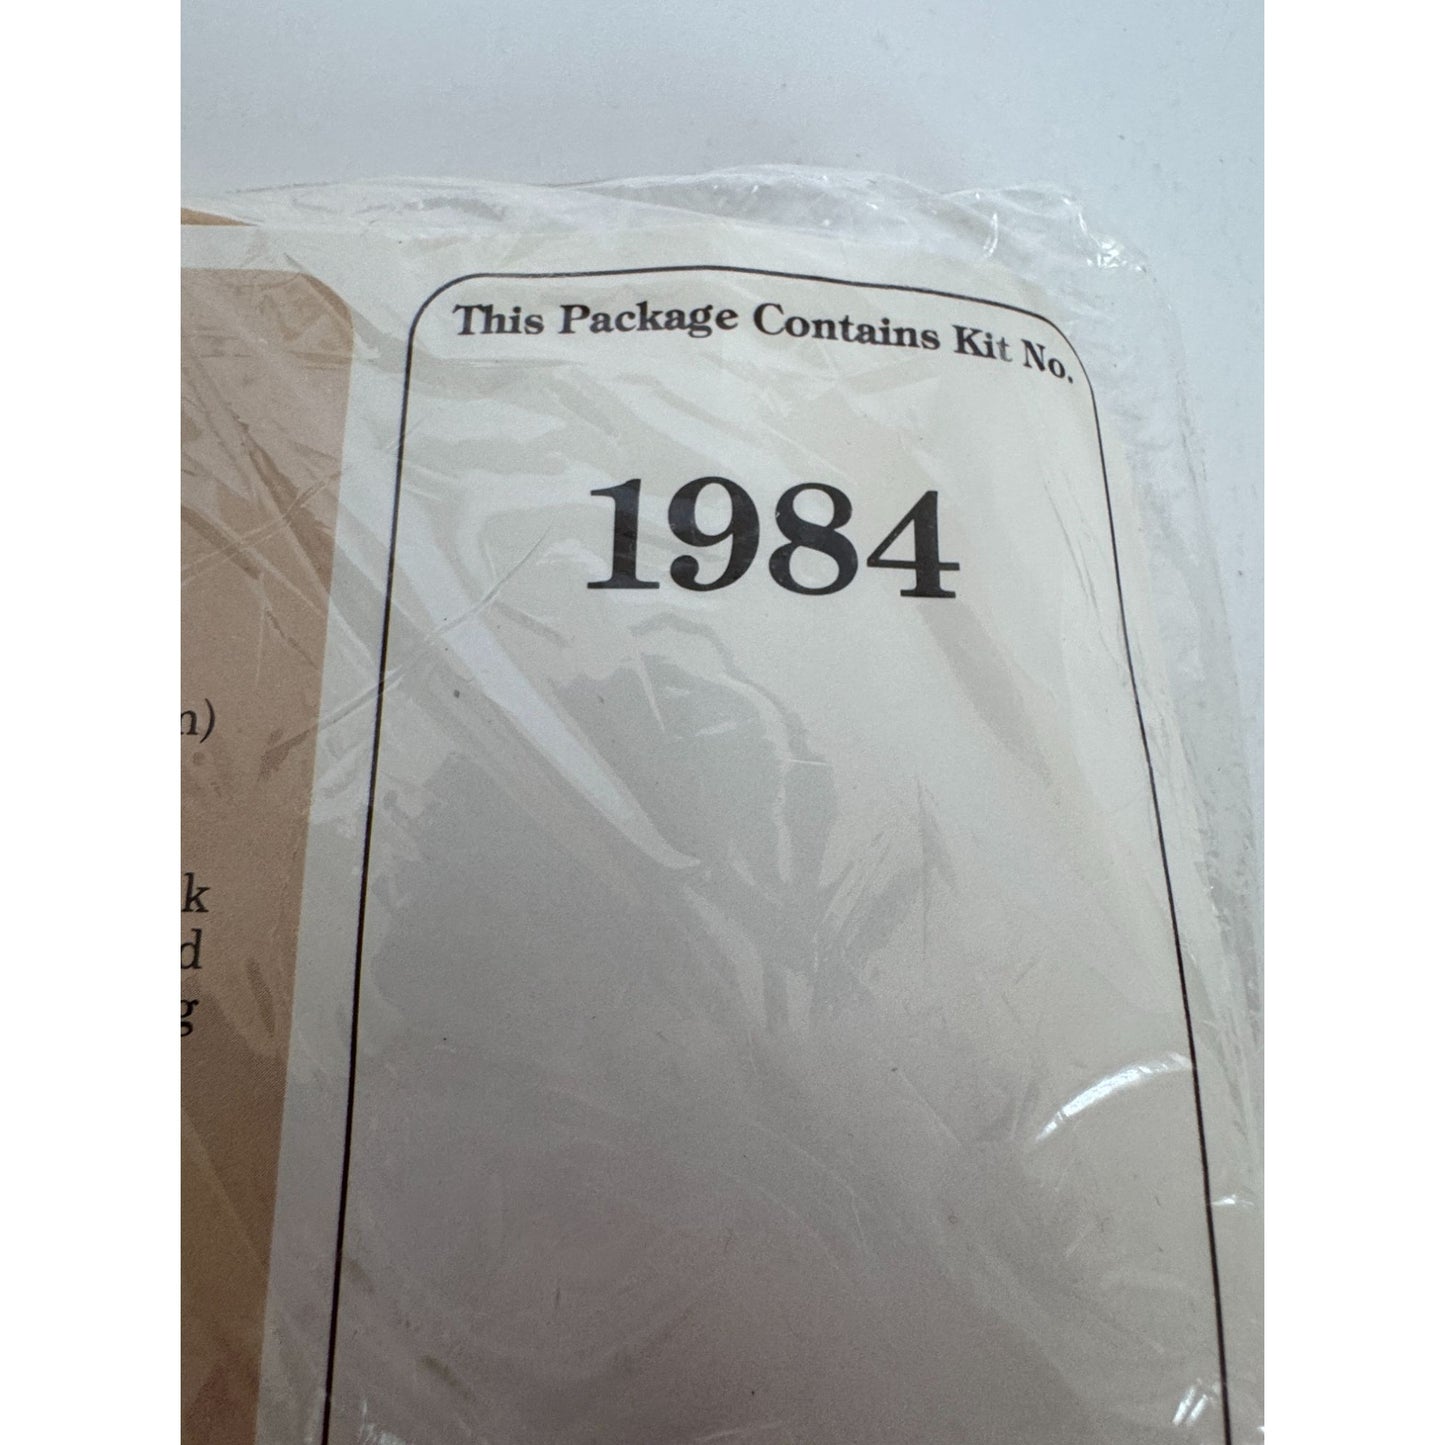 This Package Contains Kit No.
1984
n)
k
d
g